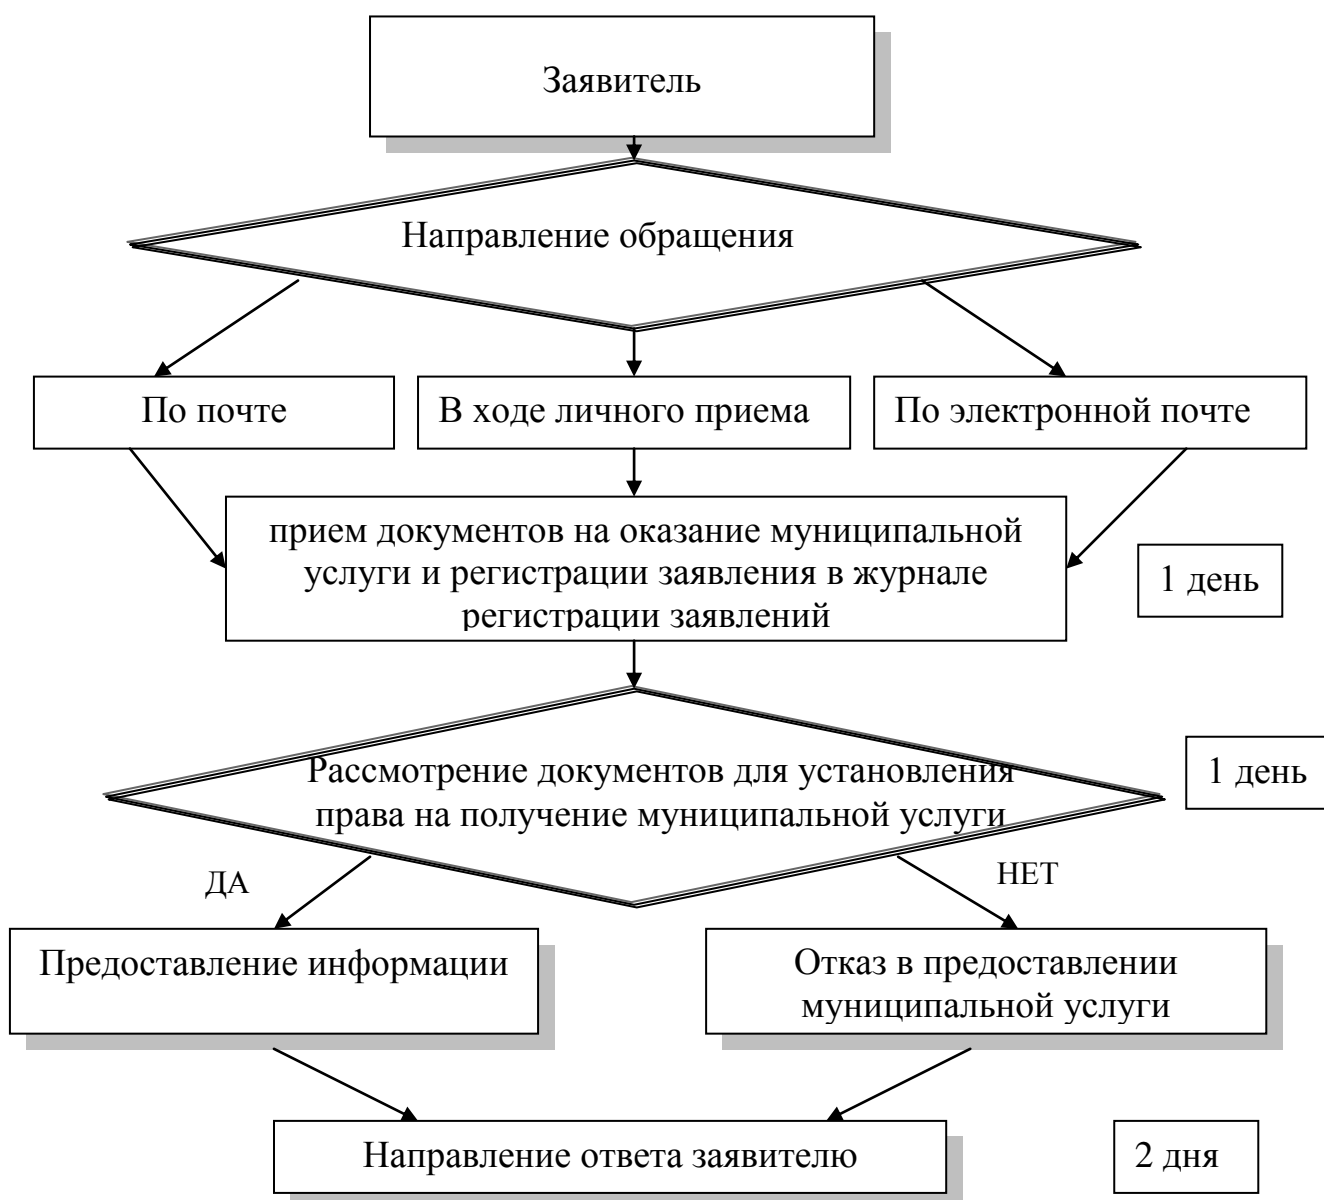 Заявитель
Направление обращения
По почте
В ходе личного приема
По электронной почте
прием документов на оказание муниципальной
услуги и регистрации заявления в журнале
регистрации заявлений
1 день
Рассмотрение документов для установления
права на получение муниципальной услуги
1 день
ДА
НЕТ
Предоставление информации
Отказ в предоставлении
муниципальной услуги
Направление ответа заявителю
2 дня